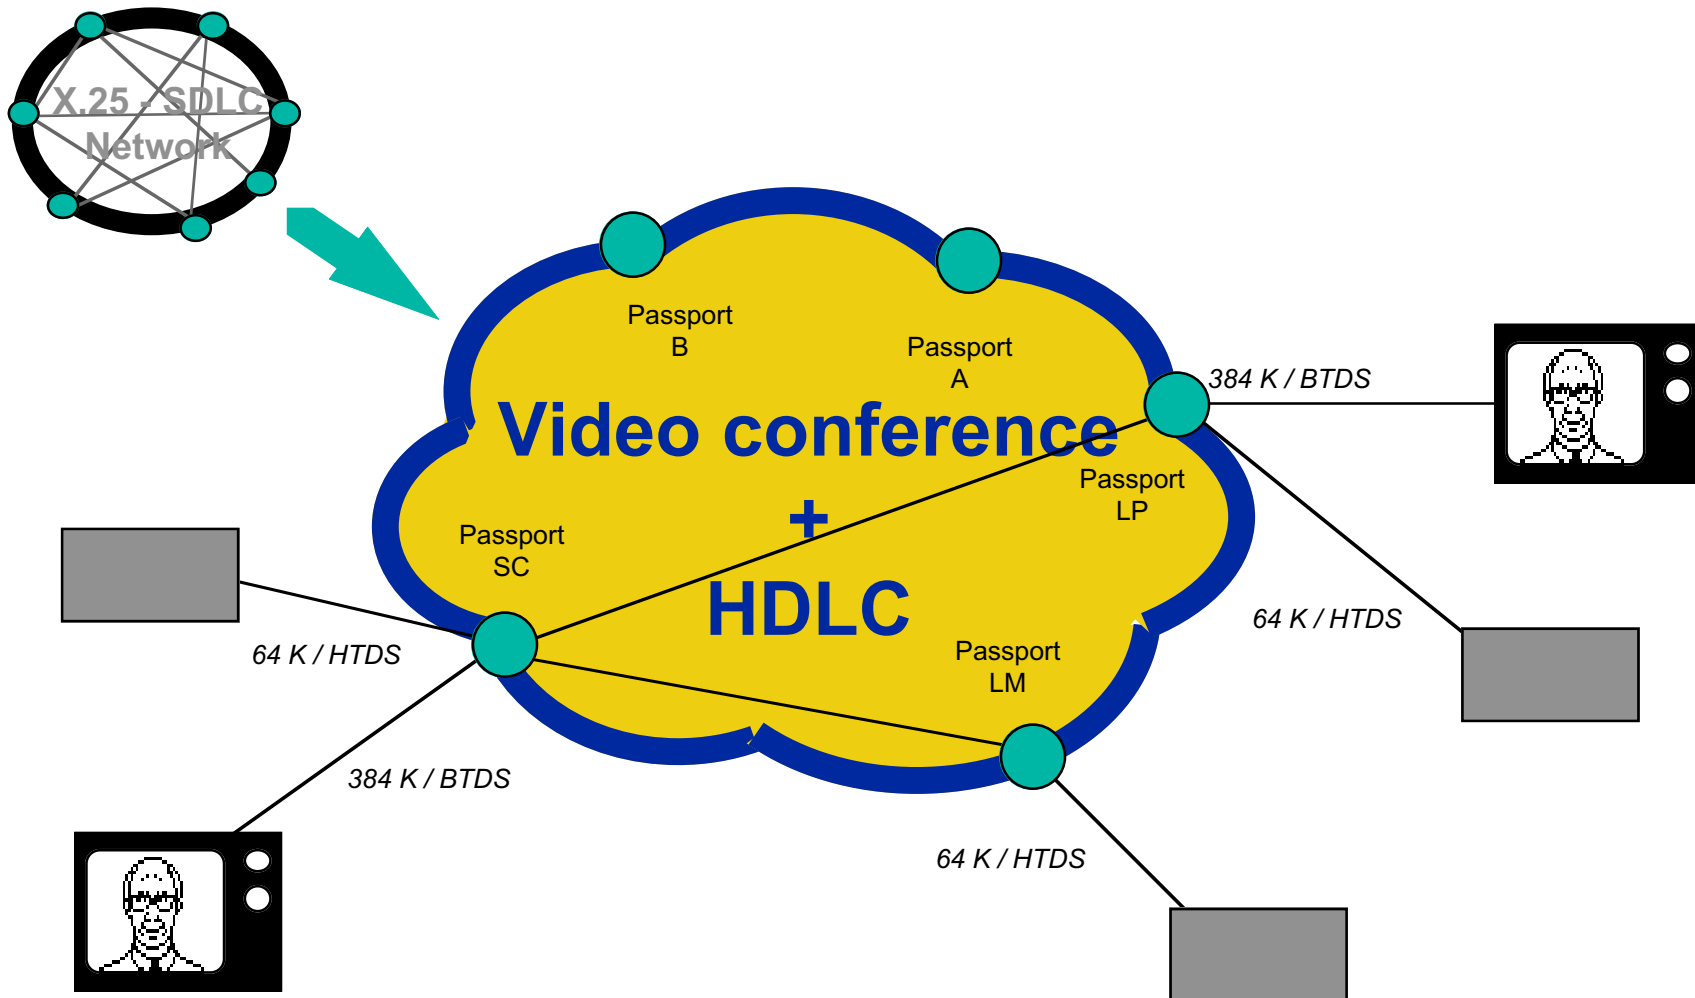 X.25 - SDLC
Network
Passport
B
Passport
A
384 K / BTDS
Video conference
Passport
LP
+
Passport
SC
HDLC
64 K / HTDS
64 K / HTDS
Passport
LM
384 K / BTDS
64 K / HTDS